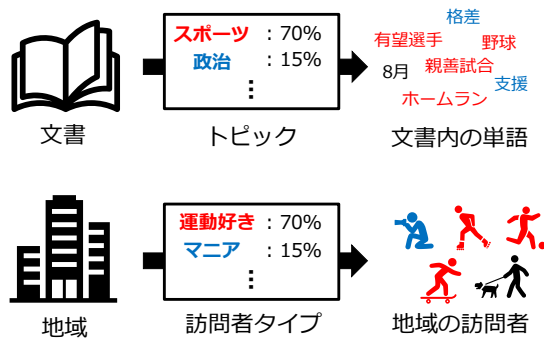 スポーツ : 70%
政治 : 15%
⋮
文書
トピック
格差
有望選手 野球
8月 親善試合
支援
ホームラン
文書内の単語
運動好き : 70%
マニア : 15%
⋮
地域
訪問者タイプ
地域の訪問者